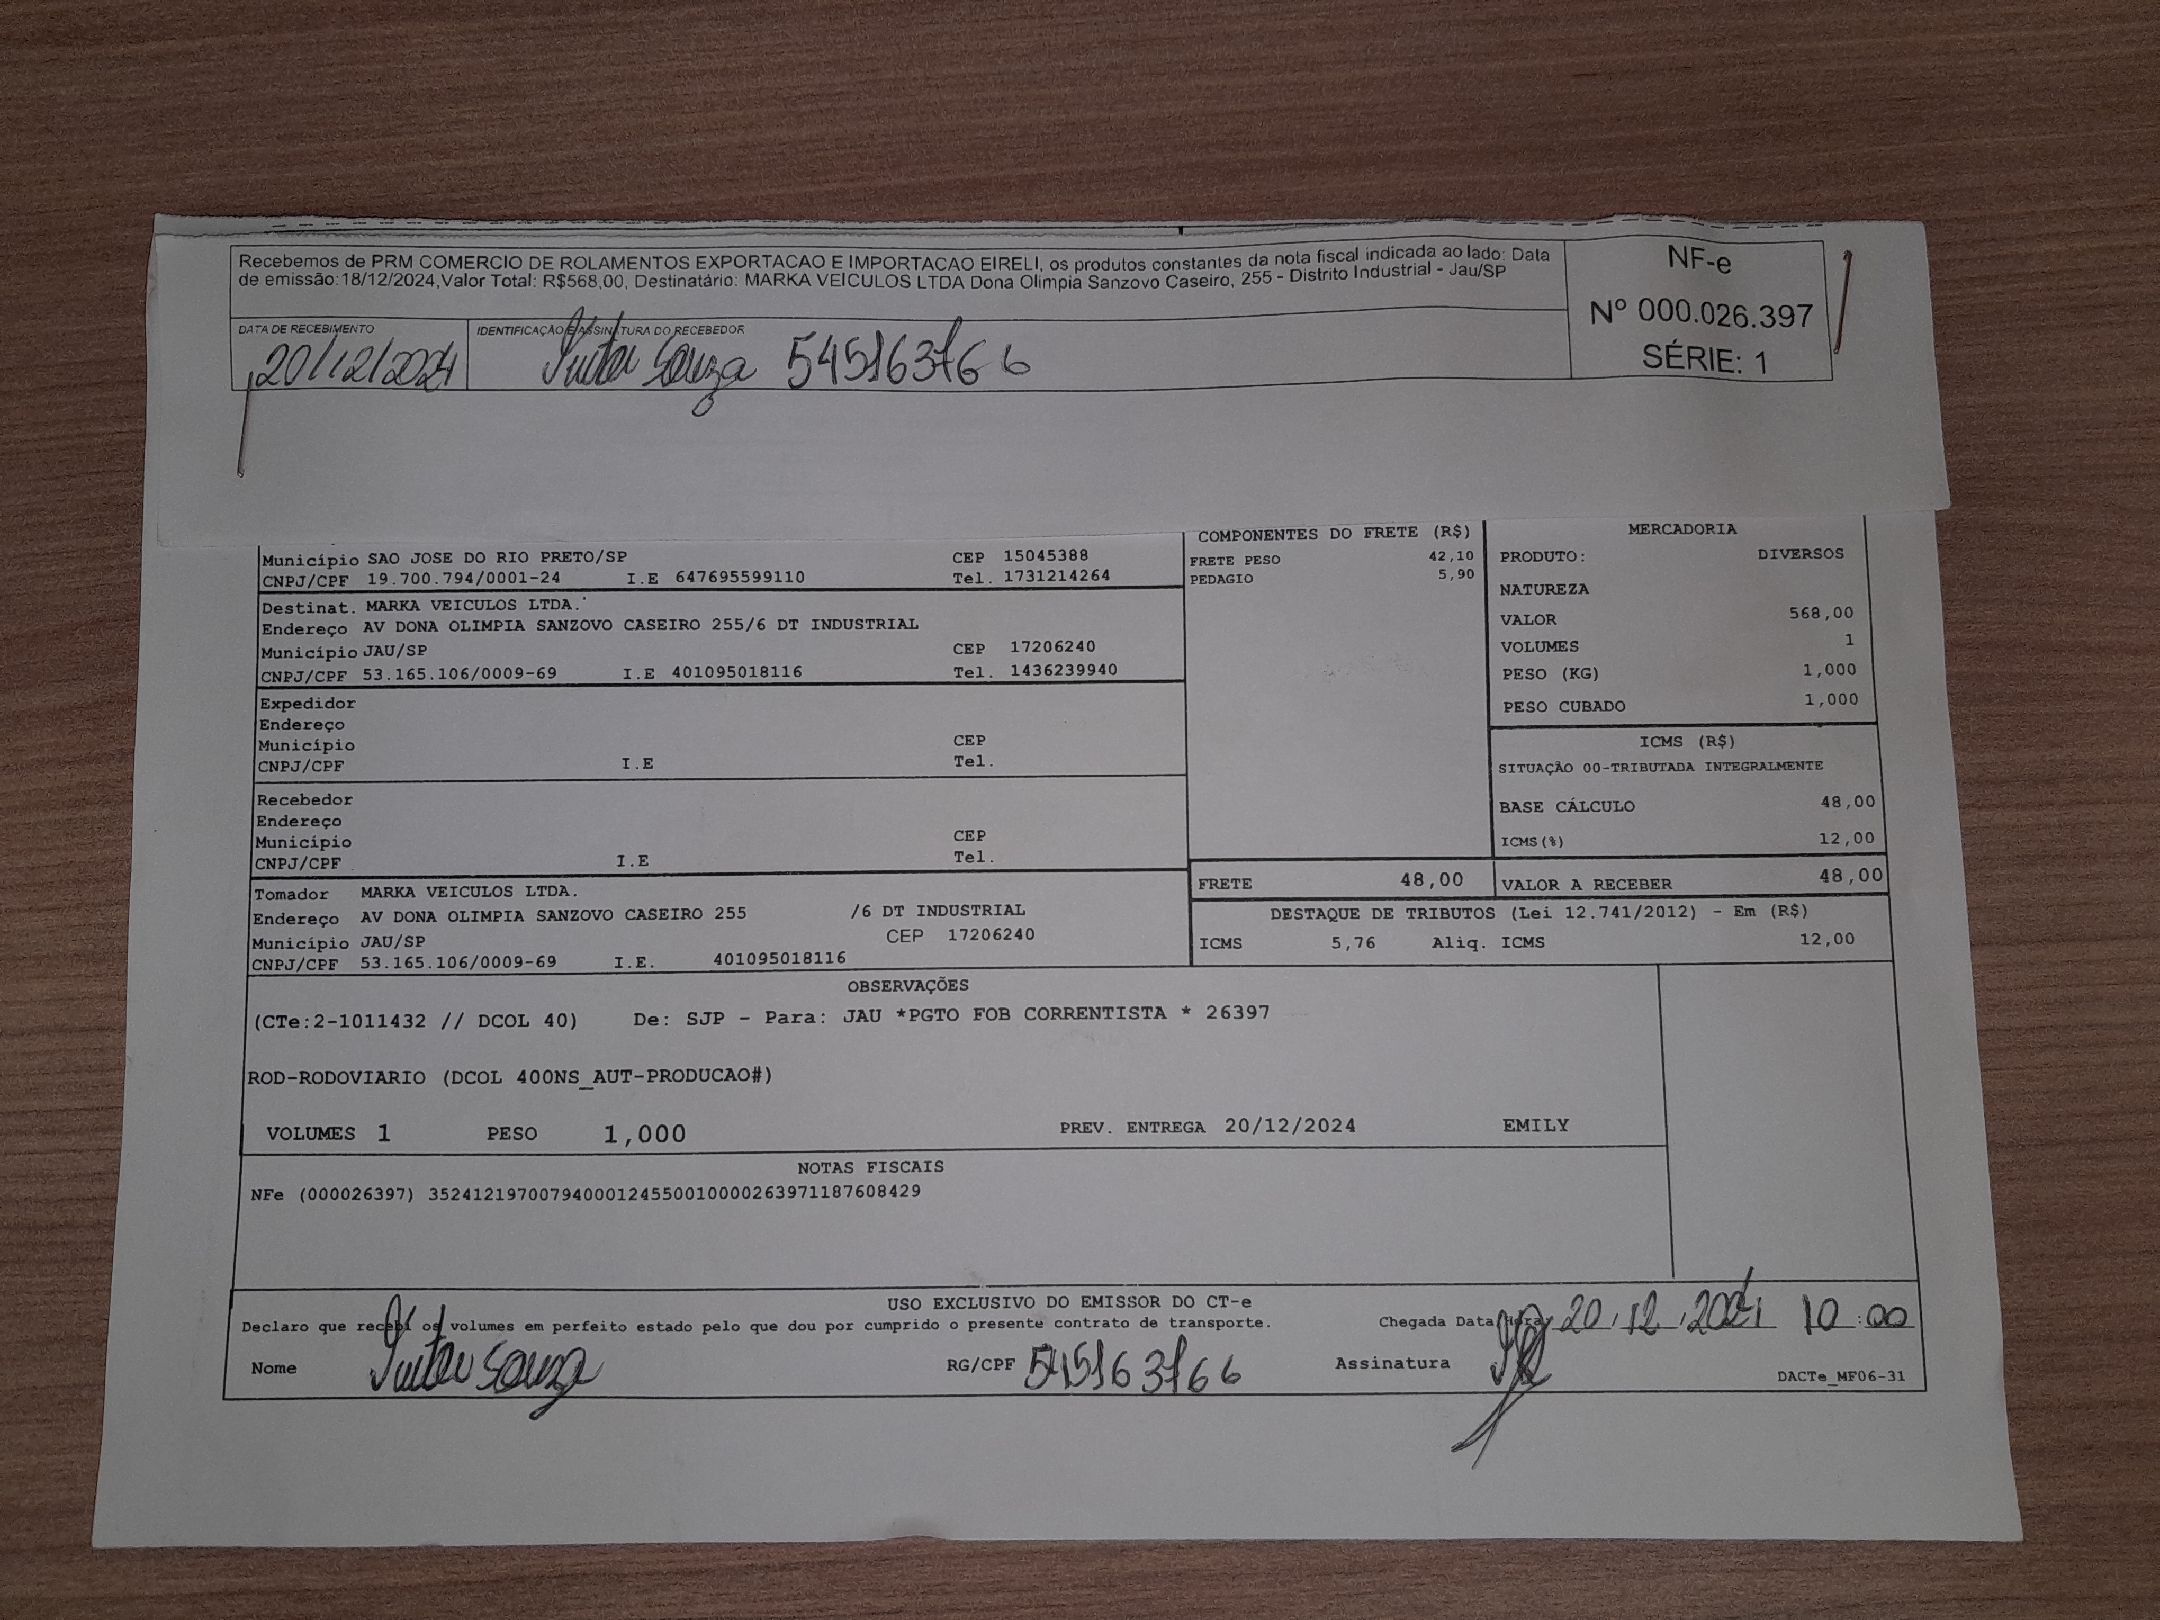 Recebemos de PRM COMERCIO DE ROLAMENTOS EXPORTACAO E IMPORTACAO EIRELI, os produtos constantes da nota fiscal indicada ao lado: Data
de emissão:18/12/2024,Valor Total: R$568,00, Destinatário: MARKA VEICULOS LTDA Dona Olimpia Sanzovo Caseiro, 255 - Distrito Industrial - Jau/SP
NF-e
Nº 000.026.397
SÉRIE: 1
DATA DE RECEBIMENTO
20/12/2024
IDENTIFICAÇÃO E ASSINATURA DO RECEBEDOR
Souza 545163766
Município SAO JOSE DO RIO PRETO/SP CEP 15045388
CNPJ/CPF 19.700.794/0001-24 I.E 647695599110 Tel. 1731214264
Destinat. MARKA VEICULOS LTDA.
Endereço AV DONA OLIMPIA SANZOVO CASEIRO 255/6 DT INDUSTRIAL
Município JAU/SP CEP 17206240
CNPJ/CPF 53.165.106/0009-69 I.E 401095018116 Tel. 1436239940
Expedidor
Endereço
Município CEP
CNPJ/CPF I.E Tel.
Recebedor
Endereço
Município CEP
CNPJ/CPF I.E Tel.
Tomador MARKA VEICULOS LTDA.
Endereço AV DONA OLIMPIA SANZOVO CASEIRO 255 /6 DT INDUSTRIAL
Município JAU/SP CEP 17206240
CNPJ/CPF 53.165.106/0009-69 I.E. 401095018116
COMPONENTES DO FRETE (R$)
FRETE PESO 42,10
PEDAGIO 5,90
MERCADORIA
PRODUTO: DIVERSOS
NATUREZA
VALOR 568,00
VOLUMES 1
PESO (KG) 1,000
PESO CUBADO 1,000
ICMS (R$)
SITUAÇÃO 00-TRIBUTADA INTEGRALMENTE
BASE CÁLCULO 48,00
ICMS(%) 12,00
FRETE 48,00
VALOR A RECEBER 48,00
DESTAQUE DE TRIBUTOS (Lei 12.741/2012) - Em (R$)
ICMS 5,76 Aliq. ICMS 12,00
OBSERVAÇÕES
(CTe:2-1011432 // DCOL 40) De: SJP - Para: JAU *PGTO FOB CORRENTISTA * 26397
ROD-RODOVIARIO (DCOL 400NS_AUT-PRODUCAO#)
VOLUMES 1 PESO 1,000 PREV. ENTREGA 20/12/2024 EMILY
NOTAS FISCAIS
NFe (000026397) 35241219700794000124550010000263971187608429
USO EXCLUSIVO DO EMISSOR DO CT-e
Declaro que recebi os volumes em perfeito estado pelo que dou por cumprido o presente contrato de transporte. Chegada Data/Hora 20/12/2024 10:00
Nome Souza RG/CPF 545163766 Assinatura
DACTe_MF06-31